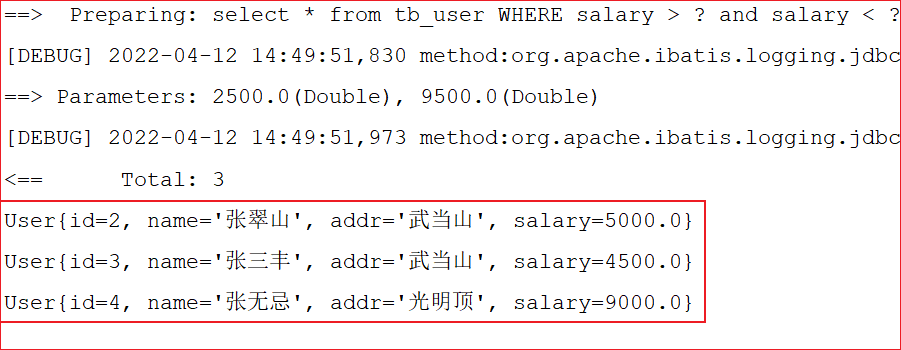 ==>  Preparing: select * from tb_user WHERE salary > ? and salary < ?
[DEBUG] 2022-04-12 14:49:51,830 method:org.apache.ibatis.logging.jdbc
==> Parameters: 2500.0(Double), 9500.0(Double)
[DEBUG] 2022-04-12 14:49:51,973 method:org.apache.ibatis.logging.jdbc
<==      Total: 3
User{id=2, name='张翠山', addr='武当山', salary=5000.0}
User{id=3, name='张三丰', addr='武当山', salary=4500.0}
User{id=4, name='张无忌', addr='光明顶', salary=9000.0}